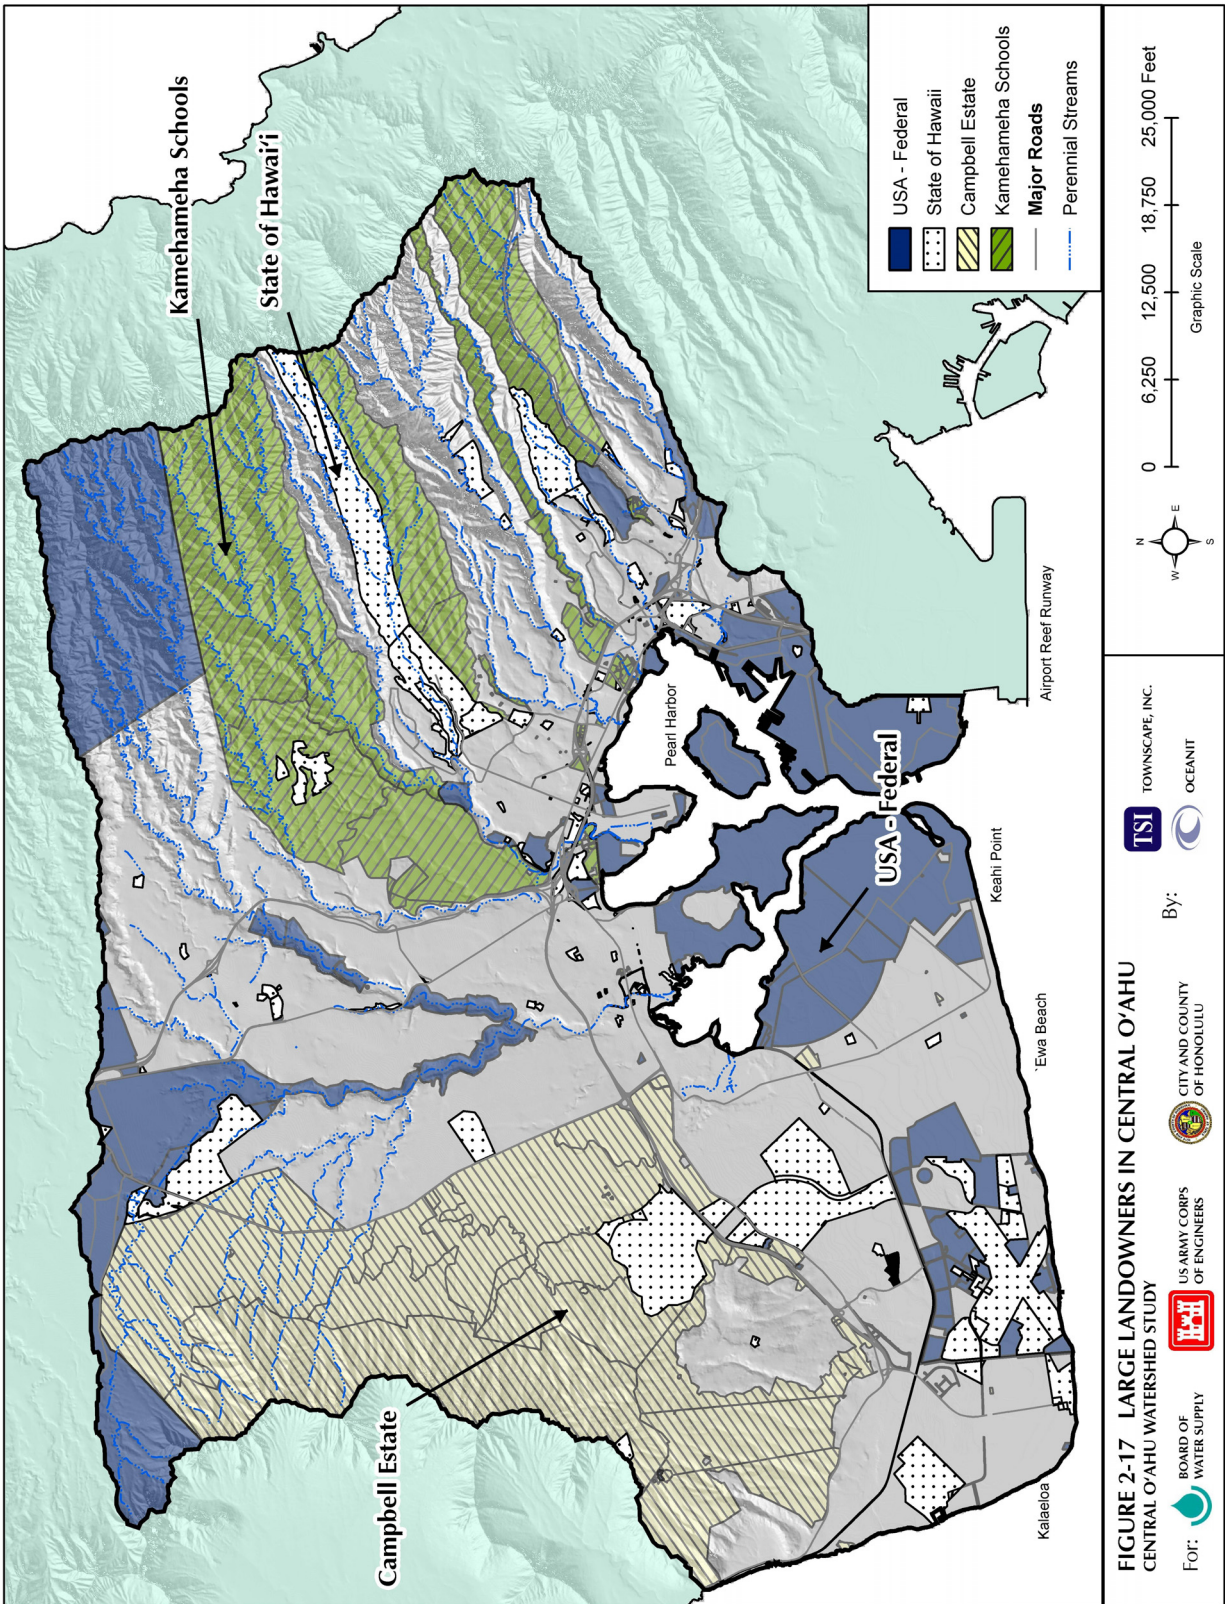 Kamehameha Schools
State of Hawai'i
Campbell Estate
USA - Federal
Pearl Harbor
Keahi Point
'Ewa Beach
Kalaeloa
Airport Reef Runway
USA - Federal
State of Hawaii
Campbell Estate
Kamehameha Schools
Major Roads
Perennial Streams
FIGURE 2-17 LARGE LANDOWNERS IN CENTRAL O'AHU
CENTRAL O'AHU WATERSHED STUDY
For:
BOARD OF
WATER SUPPLY
US ARMY CORPS
OF ENGINEERS
CITY AND COUNTY
OF HONOLULU
By:
TSI
TOWNSCAPE, INC.
OCEANIT
N
W E
S
0 6,250 12,500 18,750 25,000 Feet
Graphic Scale